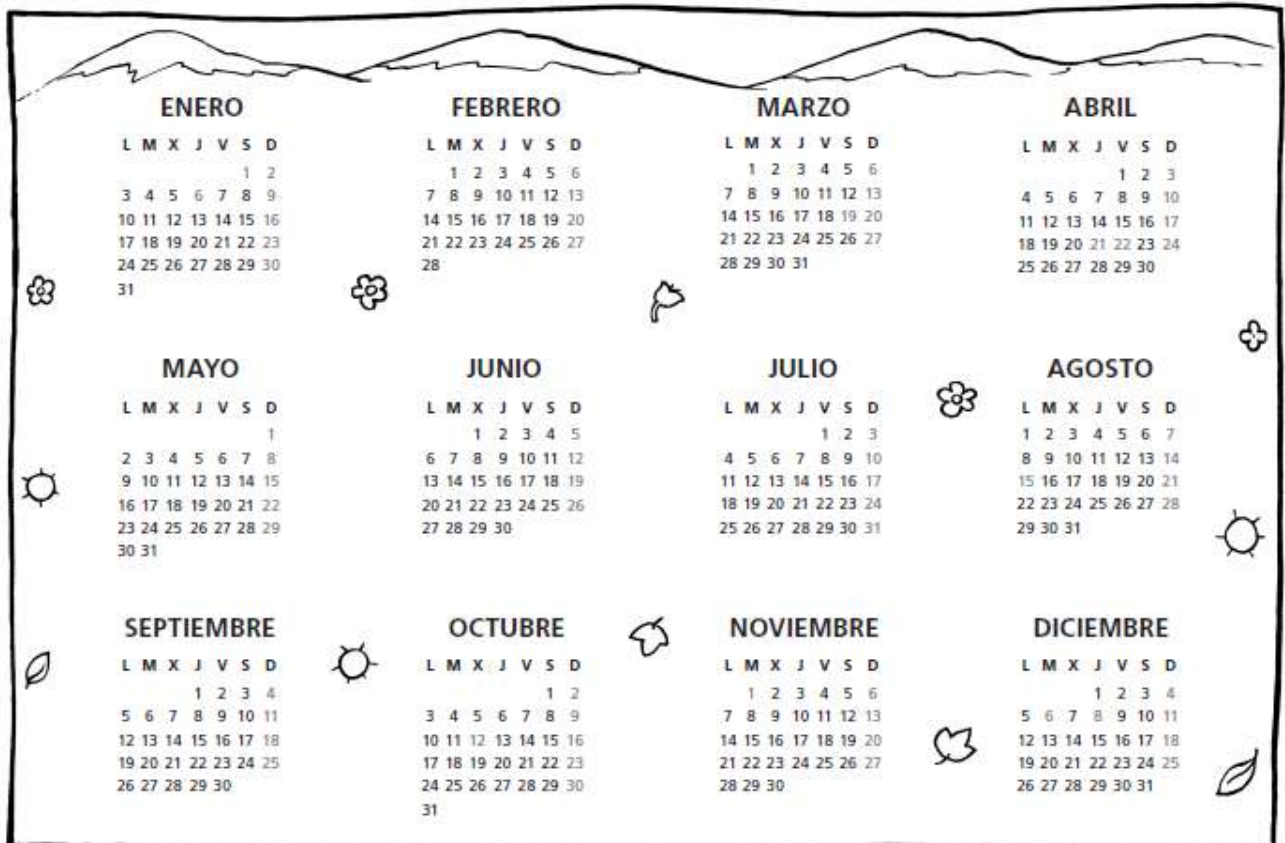 ENERO
L M X J V S D
1 2
3 4 5 6 7 8 9
10 11 12 13 14 15 16
17 18 19 20 21 22 23
24 25 26 27 28 29 30
31
FEBRERO
L M X J V S D
1 2 3 4 5 6
7 8 9 10 11 12 13
14 15 16 17 18 19 20
21 22 23 24 25 26 27
28
MARZO
L M X J V S D
1 2 3 4 5 6
7 8 9 10 11 12 13
14 15 16 17 18 19 20
21 22 23 24 25 26 27
28 29 30 31
ABRIL
L M X J V S D
1 2 3
4 5 6 7 8 9 10
11 12 13 14 15 16 17
18 19 20 21 22 23 24
25 26 27 28 29 30
MAYO
L M X J V S D
1
2 3 4 5 6 7 8
9 10 11 12 13 14 15
16 17 18 19 20 21 22
23 24 25 26 27 28 29
30 31
JUNIO
L M X J V S D
1 2 3 4 5
6 7 8 9 10 11 12
13 14 15 16 17 18 19
20 21 22 23 24 25 26
27 28 29 30
JULIO
L M X J V S D
1 2 3
4 5 6 7 8 9 10
11 12 13 14 15 16 17
18 19 20 21 22 23 24
25 26 27 28 29 30 31
AGOSTO
L M X J V S D
1 2 3 4 5 6 7
8 9 10 11 12 13 14
15 16 17 18 19 20 21
22 23 24 25 26 27 28
29 30 31
SEPTIEMBRE
L M X J V S D
1 2 3 4
5 6 7 8 9 10 11
12 13 14 15 16 17 18
19 20 21 22 23 24 25
26 27 28 29 30
OCTUBRE
L M X J V S D
1 2
3 4 5 6 7 8 9
10 11 12 13 14 15 16
17 18 19 20 21 22 23
24 25 26 27 28 29 30
31
NOVIEMBRE
L M X J V S D
1 2 3 4 5 6
7 8 9 10 11 12 13
14 15 16 17 18 19 20
21 22 23 24 25 26 27
28 29 30
DICIEMBRE
L M X J V S D
1 2 3 4
5 6 7 8 9 10 11
12 13 14 15 16 17 18
19 20 21 22 23 24 25
26 27 28 29 30 31